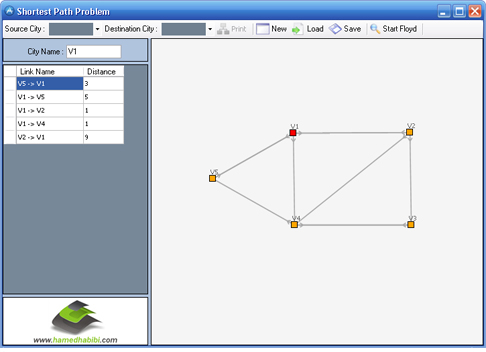 Shortest Path Problem
Source City : Destination City : Print New Load Save Start Floyd
City Name : V1
Link Name Distance
V5 -> V1 3
V1 -> V5 5
V1 -> V2 1
V1 -> V4 1
V2 -> V1 9
V1
V2
V5
V4
V3
www.hamedhabibi.com